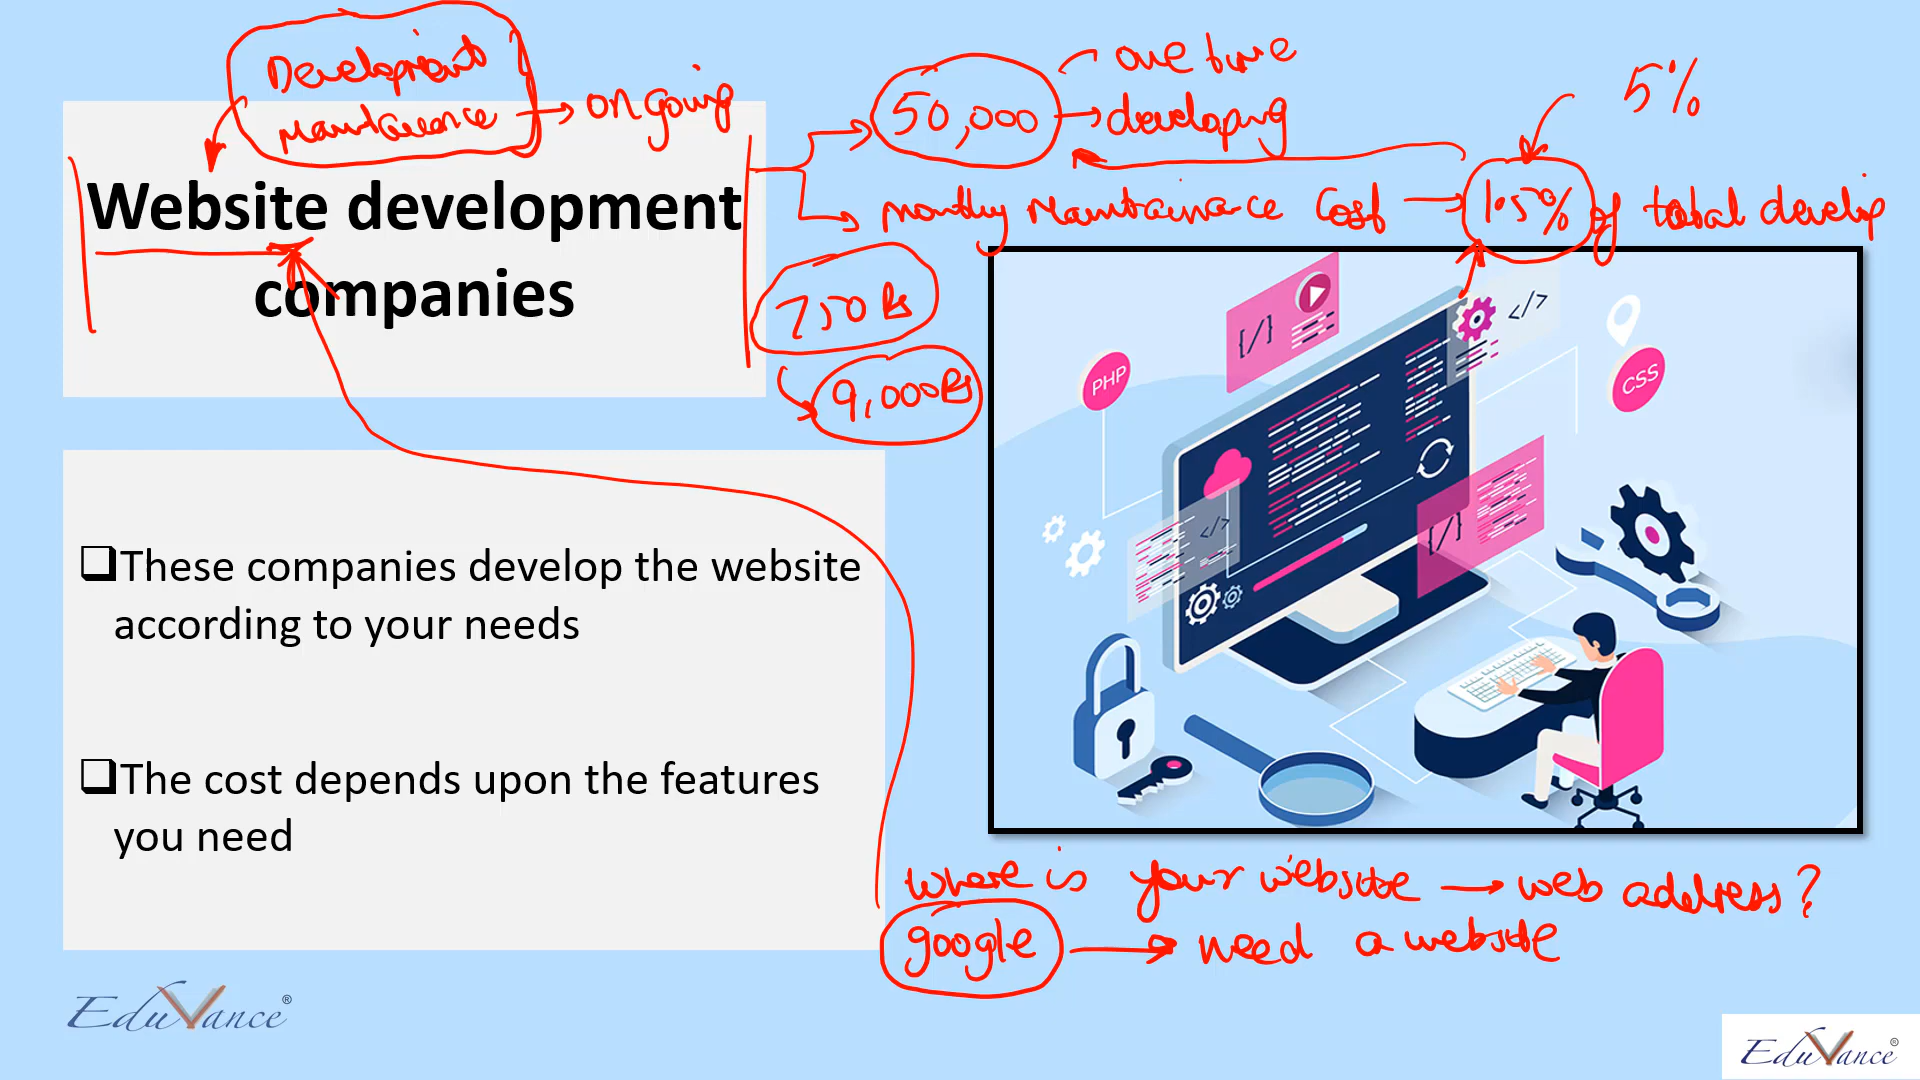 Development
maintenance → ongoing
50,000 → one time
developing
5%
monthly maintainance cost → 1.5% of total develop
Website development
companies
750 Rs
9,000 Rs
[/]
</>
PHP
CSS
</>
[/]
❑These companies develop the website
according to your needs
❑The cost depends upon the features
you need
where is your website → web address?
google → need a website
EduVance®
EduVance®